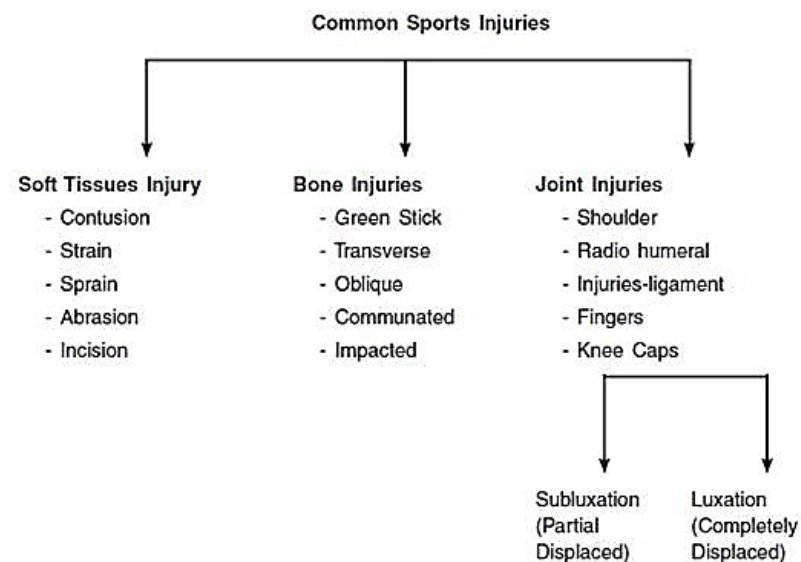 Common Sports Injuries
Soft Tissues Injury
- Contusion
- Strain
- Sprain
- Abrasion
- Incision
Bone Injuries
- Green Stick
- Transverse
- Oblique
- Communated
- Impacted
Joint Injuries
- Shoulder
- Radio humeral
- Injuries-ligament
- Fingers
- Knee Caps
Subluxation
(Partial
Displaced)
Luxation
(Completely
Displaced)